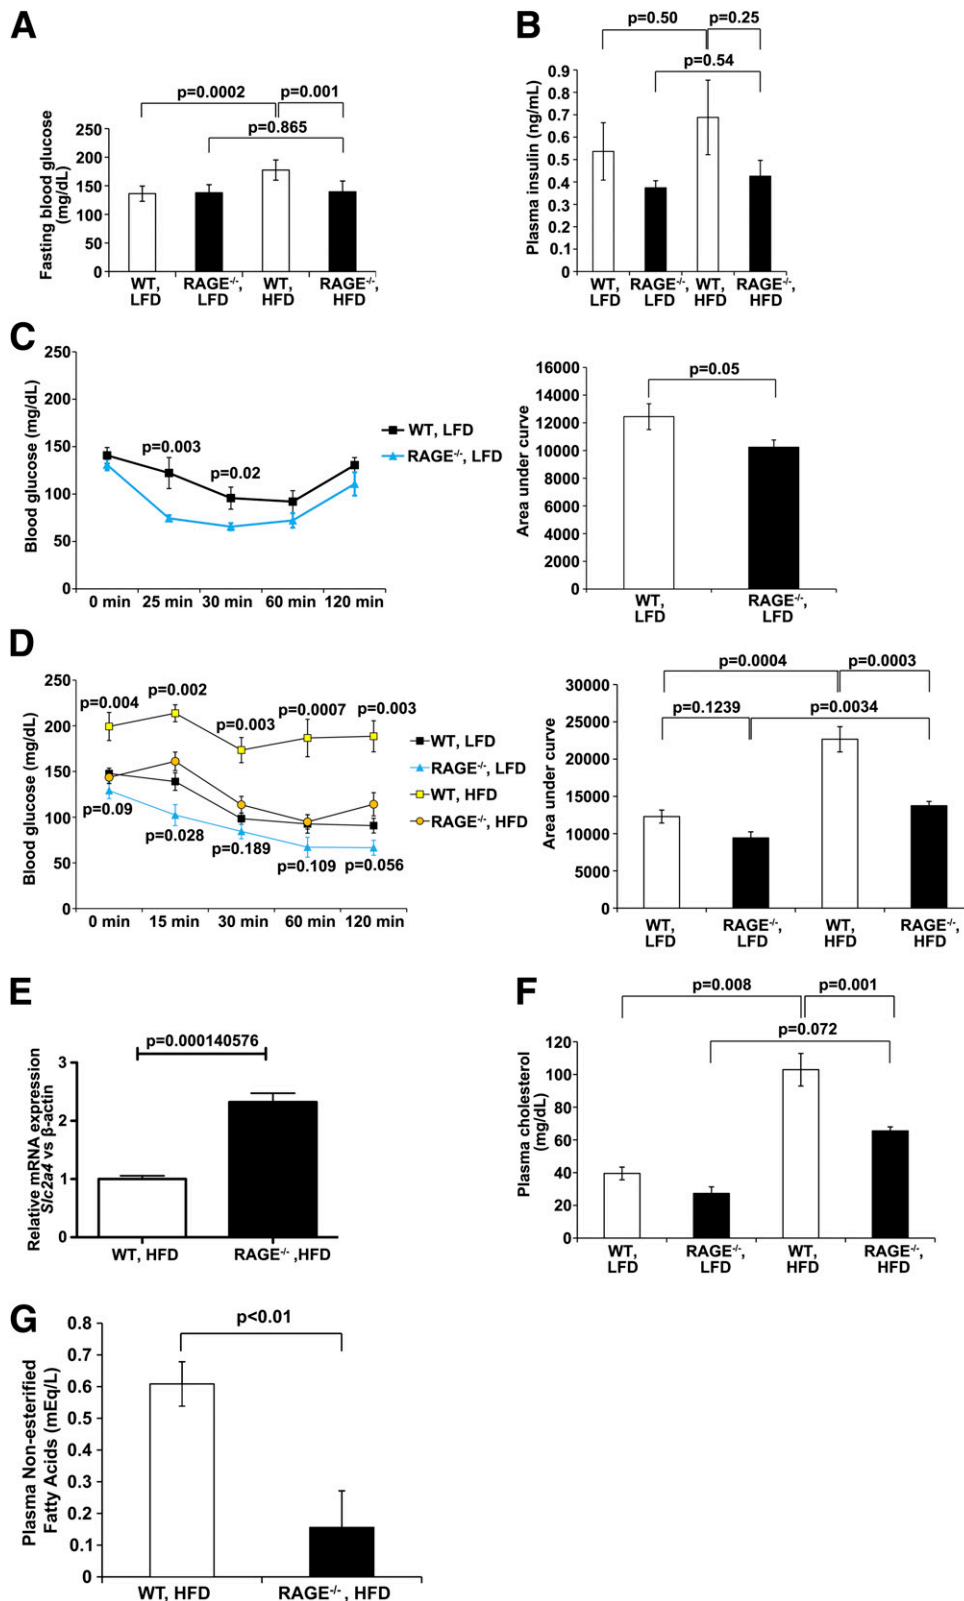 A
p=0.0002
p=0.001
p=0.865
Fasting blood glucose
(mg/dL)
250
200
150
100
50
0
WT, LFD
RAGE-/-, LFD
WT, HFD
RAGE-/-, HFD
B
p=0.50
p=0.25
p=0.54
Plasma insulin (ng/mL)
0.9
0.8
0.7
0.6
0.5
0.4
0.3
0.2
0.1
0
WT, LFD
RAGE-/-, LFD
WT, HFD
RAGE-/-, HFD
C
Blood glucose (mg/dL)
250
200
150
100
50
0
p=0.003
p=0.02
0 min
25 min
30 min
60 min
120 min
WT, LFD
RAGE-/-, LFD
p=0.05
Area under curve
16000
14000
12000
10000
8000
6000
4000
2000
0
WT, LFD
RAGE-/-, LFD
D
Blood glucose (mg/dL)
250
200
150
100
50
0
p=0.004
p=0.002
p=0.003
p=0.0007
p=0.003
p=0.09
p=0.028
p=0.189
p=0.109
p=0.056
0 min
15 min
30 min
60 min
120 min
WT, LFD
RAGE-/-, LFD
WT, HFD
RAGE-/-, HFD
p=0.0004
p=0.0003
p=0.1239
p=0.0034
Area under curve
30000
25000
20000
15000
10000
5000
0
WT, LFD
RAGE-/-, LFD
WT, HFD
RAGE-/-, HFD
E
p=0.000140576
Relative mRNA expression
Slc2a4 vs β-actin
3
2
1
0
WT, HFD
RAGE-/- ,HFD
F
p=0.008
p=0.001
p=0.072
Plasma cholesterol
(mg/dL)
120
100
80
60
40
20
0
WT, LFD
RAGE-/-, LFD
WT, HFD
RAGE-/-, HFD
G
p<0.01
Plasma Non-esterified
Fatty Acids (mEq/L)
0.8
0.7
0.6
0.5
0.4
0.3
0.2
0.1
0
WT, HFD
RAGE-/-, HFD